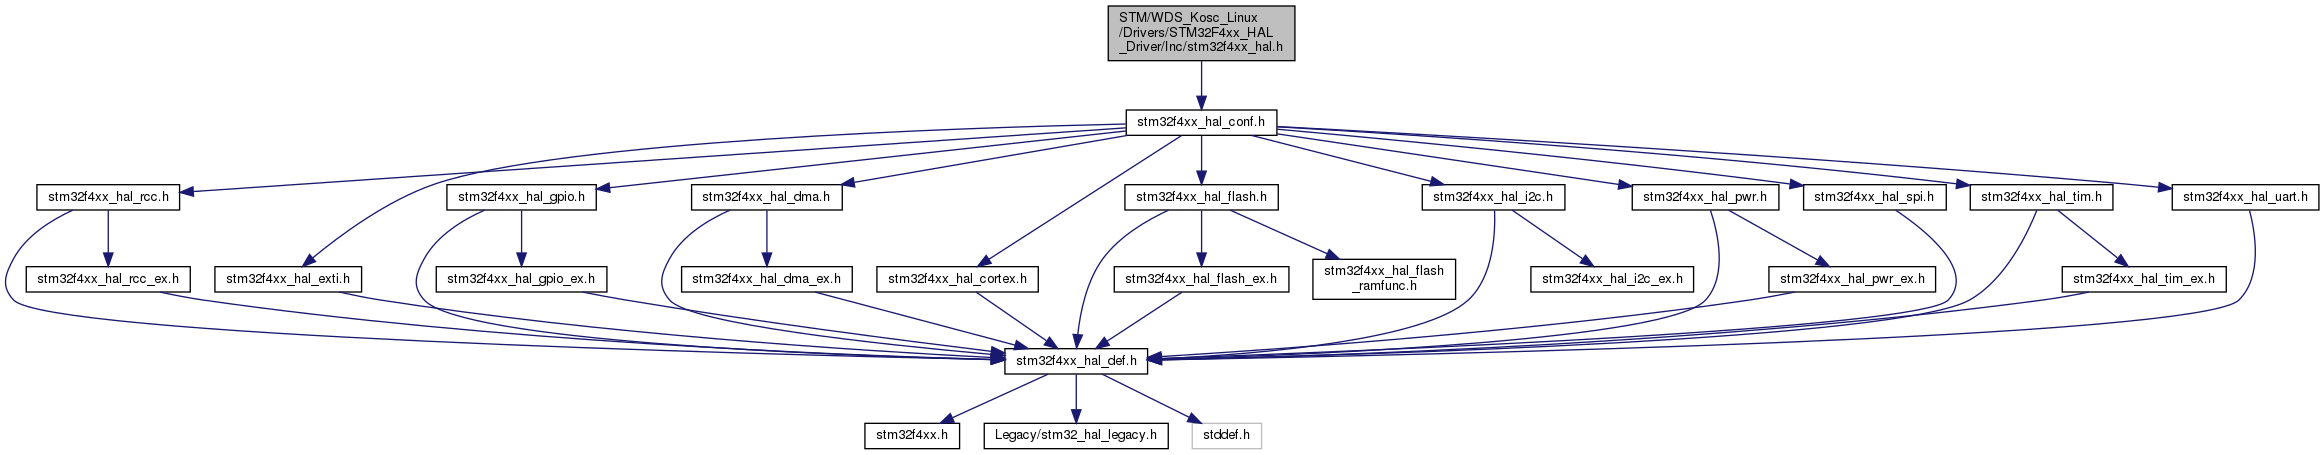 STM/WDS_Kosc_Linux
/Drivers/STM32F4xx_HAL
_Driver/Inc/stm32f4xx_hal.h
stm32f4xx_hal_conf.h
stm32f4xx_hal_rcc.h
stm32f4xx_hal_gpio.h
stm32f4xx_hal_dma.h
stm32f4xx_hal_flash.h
stm32f4xx_hal_i2c.h
stm32f4xx_hal_pwr.h
stm32f4xx_hal_spi.h
stm32f4xx_hal_tim.h
stm32f4xx_hal_uart.h
stm32f4xx_hal_rcc_ex.h
stm32f4xx_hal_exti.h
stm32f4xx_hal_gpio_ex.h
stm32f4xx_hal_dma_ex.h
stm32f4xx_hal_cortex.h
stm32f4xx_hal_flash_ex.h
stm32f4xx_hal_flash
_ramfunc.h
stm32f4xx_hal_i2c_ex.h
stm32f4xx_hal_pwr_ex.h
stm32f4xx_hal_tim_ex.h
stm32f4xx_hal_def.h
stm32f4xx.h
Legacy/stm32_hal_legacy.h
stddef.h